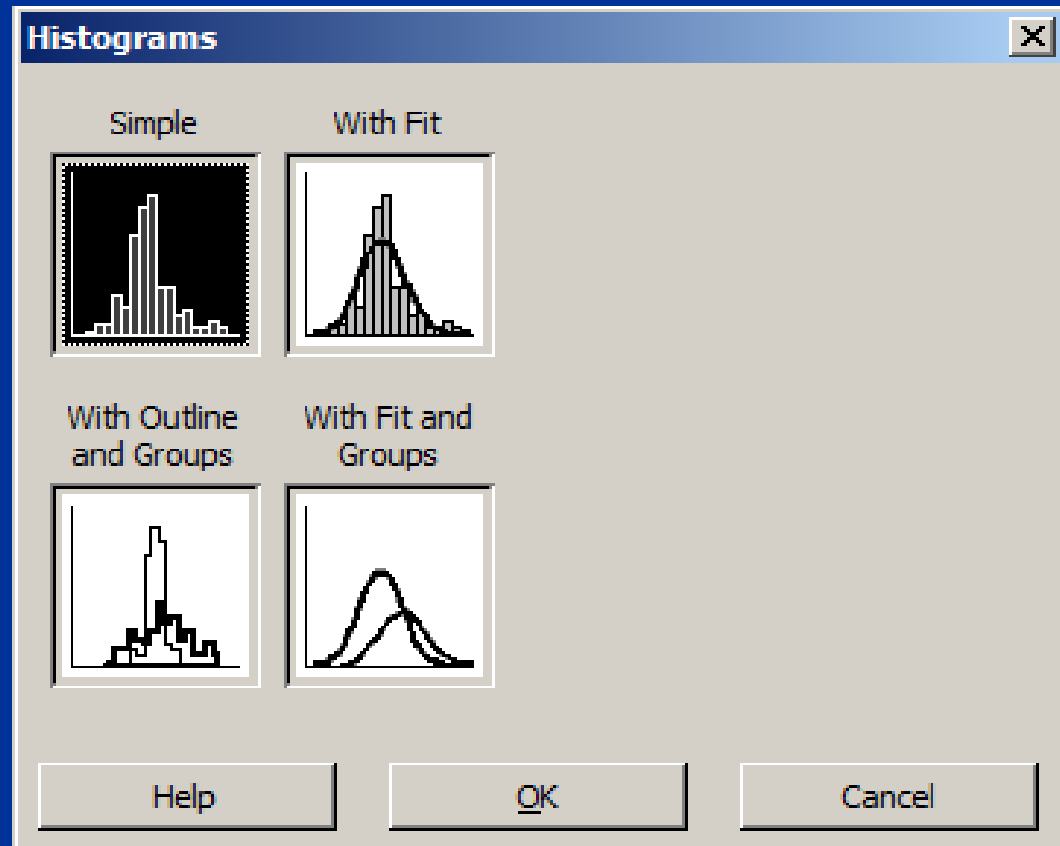 Histograms
Simple
With Fit
With Outline
and Groups
With Fit and
Groups
Help
OK
Cancel